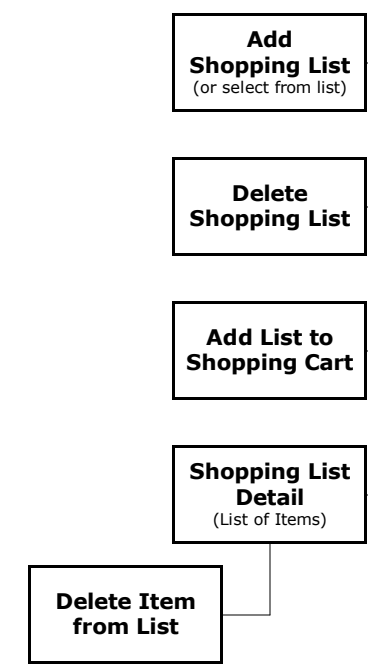 Add
Shopping List
(or select from list)
Delete
Shopping List
Add List to
Shopping Cart
Shopping List
Detail
(List of Items)
Delete Item
from List